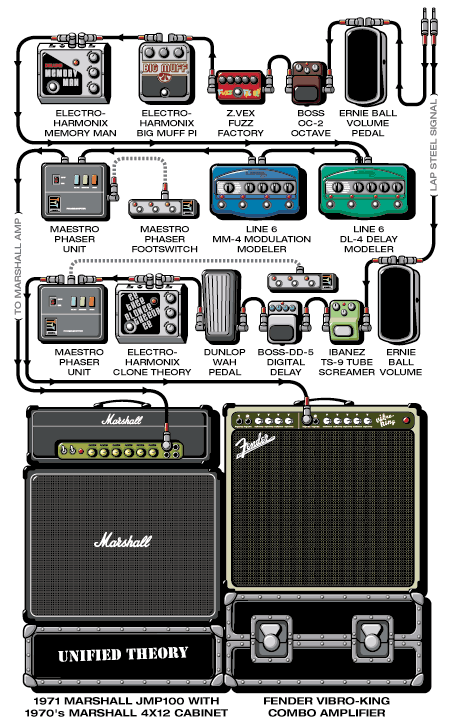 ELECTRO-
HARMONIX
MEMORY MAN
ELECTRO-
HARMONIX
BIG MUFF PI
Z.VEX
FUZZ
FACTORY
BOSS
OC-2
OCTAVE
ERNIE BALL
VOLUME
PEDAL
MEMORY
MAN
BIG MUFF
LAP STEEL SIGNAL
TO MARSHALL AMP
MAESTRO
PHASER
UNIT
MAESTRO
PHASER
FOOTSWITCH
LINE 6
MM-4 MODULATION
MODELER
LINE 6
DL-4 DELAY
MODELER
MAESTRO
PHASER
UNIT
ELECTRO-
HARMONIX
CLONE THEORY
DUNLOP
WAH
PEDAL
BOSS-DD-5
DIGITAL
DELAY
IBANEZ
TS-9 TUBE
SCREAMER
ERNIE
BALL
VOLUME
Marshall
Marshall
Fender
Vibro-
King
UNIFIED THEORY
1971 MARSHALL JMP100 WITH
1970's MARSHALL 4X12 CABINET
FENDER VIBRO-KING
COMBO AMPLIFIER